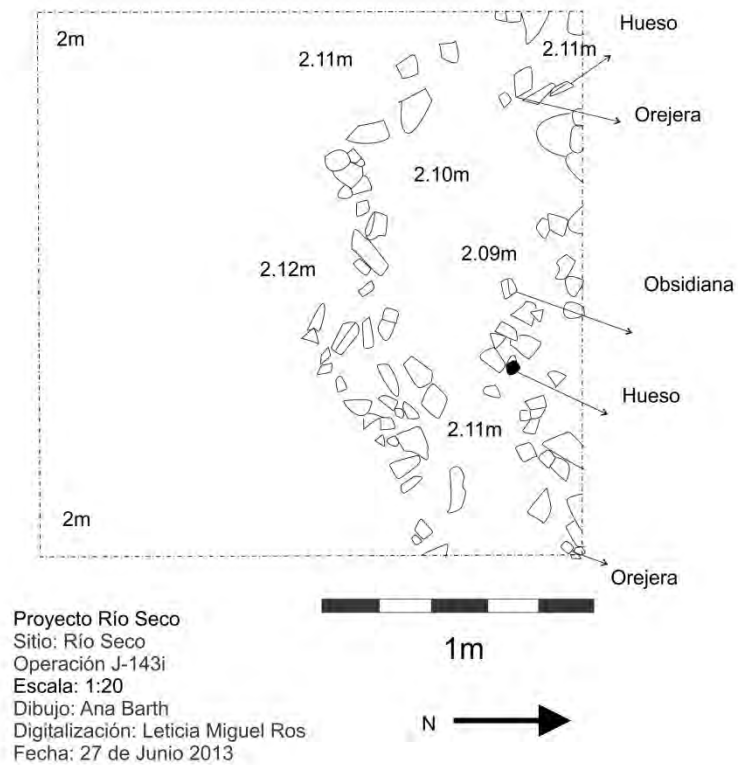 Hueso
2m
2.11m
2.11m
Orejera
2.10m
2.12m
2.09m
Obsidiana
Hueso
2.11m
2m
Orejera
1m
Proyecto Río Seco
Sitio: Río Seco
Operación J-143i
Escala: 1:20
Dibujo: Ana Barth
Digitalización: Leticia Miguel Ros
Fecha: 27 de Junio 2013
N